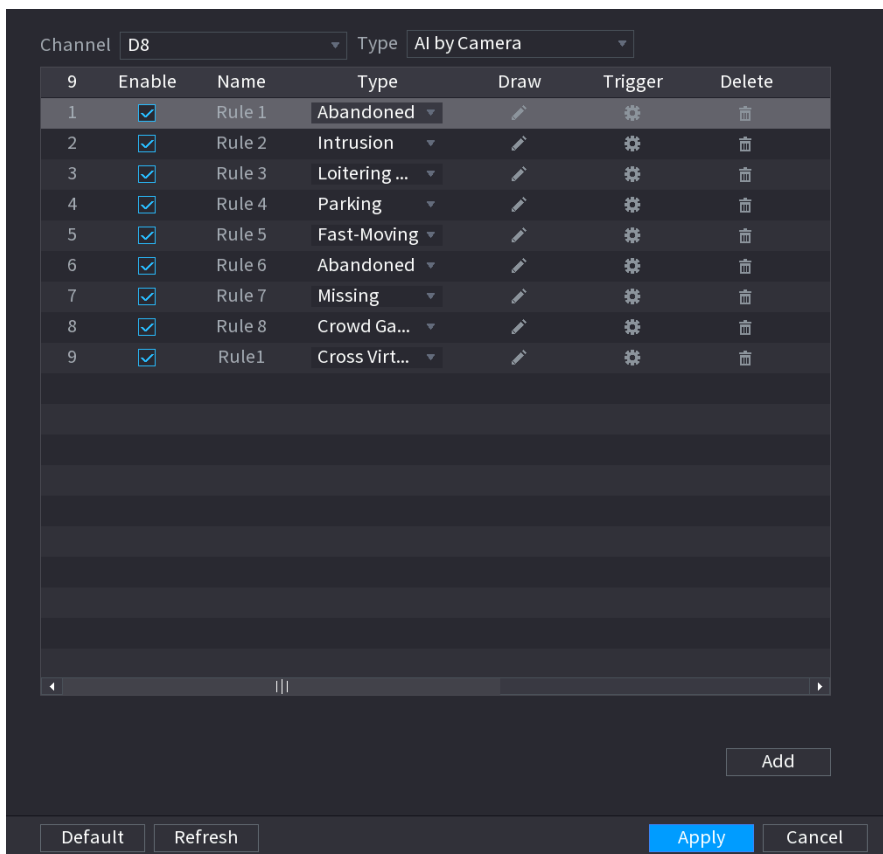 Channel D8 Type AI by Camera
9 Enable Name Type Draw Trigger Delete
1 Rule 1 Abandoned
2 Rule 2 Intrusion
3 Rule 3 Loitering ...
4 Rule 4 Parking
5 Rule 5 Fast-Moving
6 Rule 6 Abandoned
7 Rule 7 Missing
8 Rule 8 Crowd Ga...
9 Rule1 Cross Virt...
Add
Default Refresh Apply Cancel